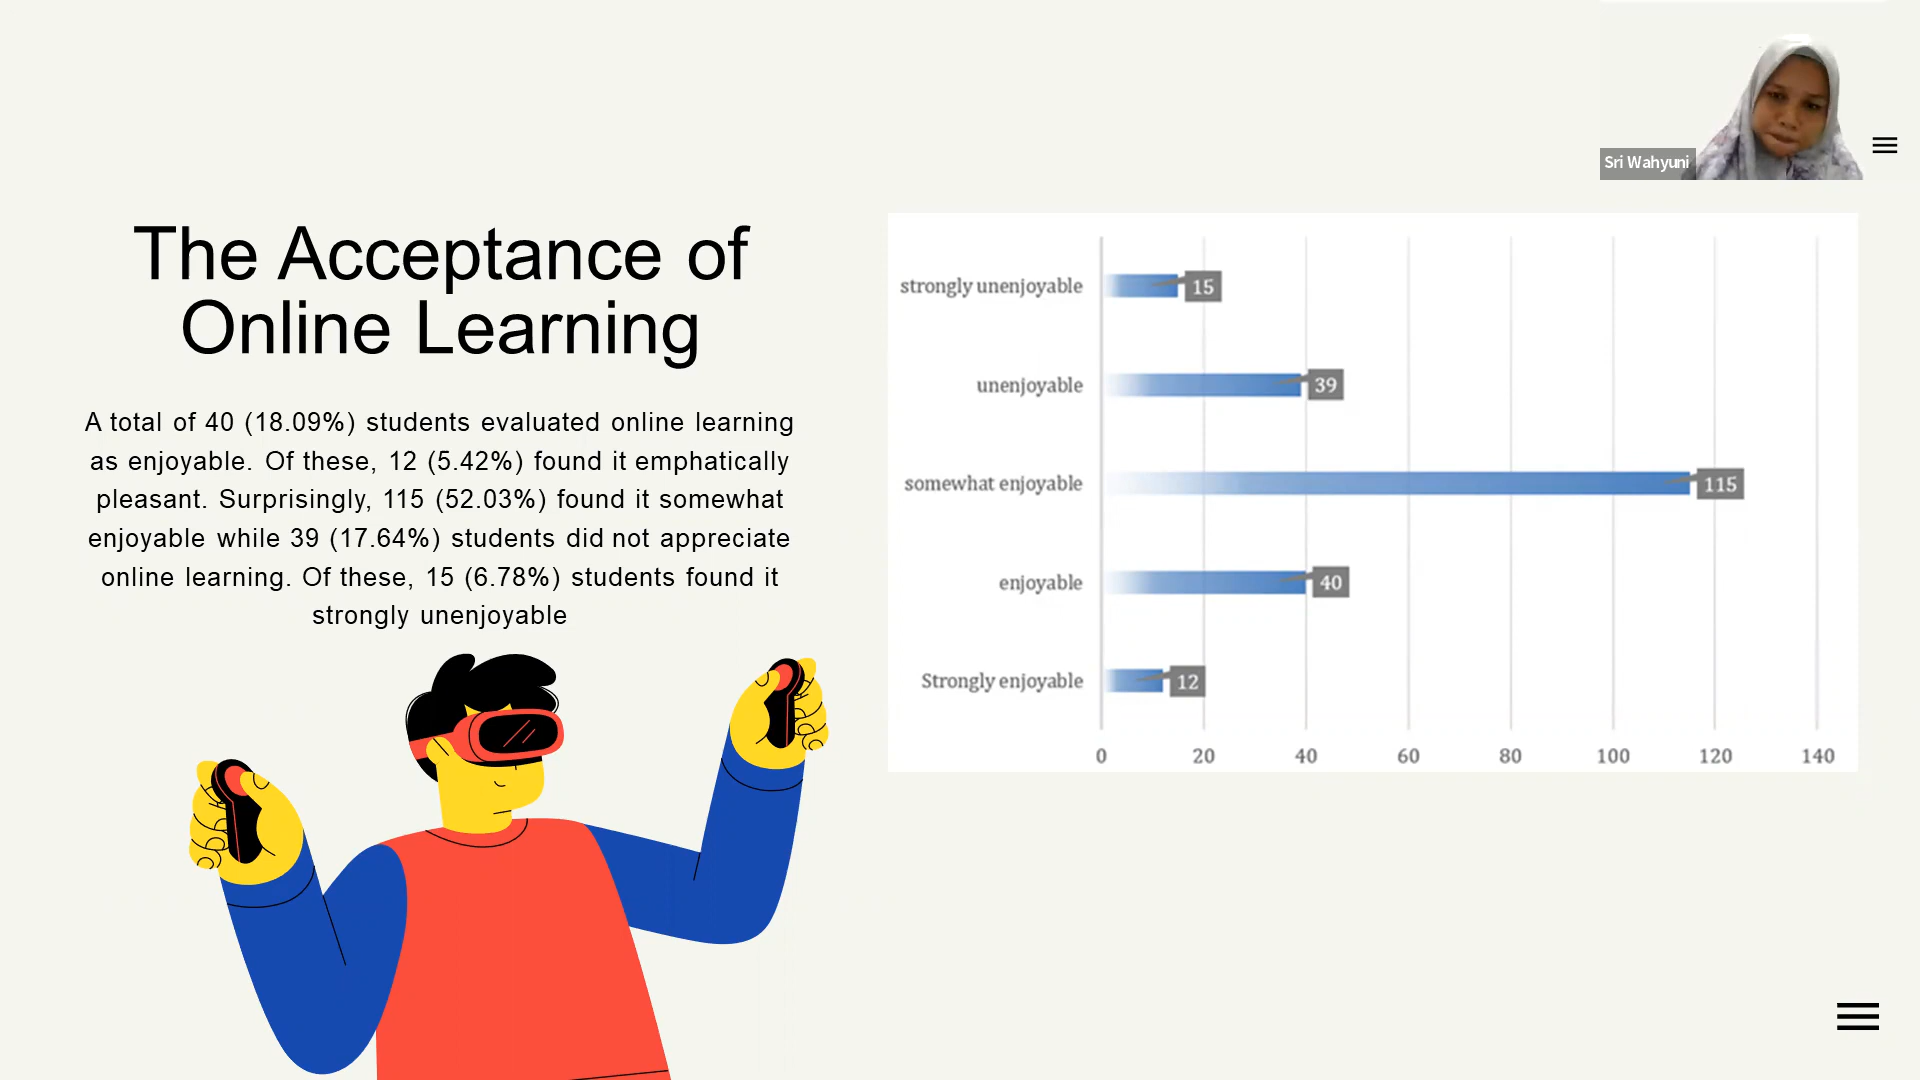 Sri Wahyuni
The Acceptance of
Online Learning
A total of 40 (18.09%) students evaluated online learning
as enjoyable. Of these, 12 (5.42%) found it emphatically
pleasant. Surprisingly, 115 (52.03%) found it somewhat
enjoyable while 39 (17.64%) students did not appreciate
online learning. Of these, 15 (6.78%) students found it
strongly unenjoyable
strongly unenjoyable 15
unenjoyable 39
somewhat enjoyable 115
enjoyable 40
Strongly enjoyable 12
0 20 40 60 80 100 120 140